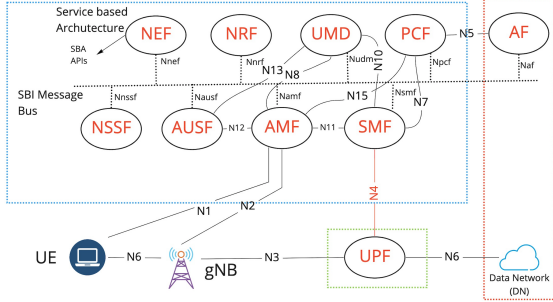 Service based
Archutecture
NEF
NRF
UMD
PCF
N5
AF
SBA
APIs
Nnef
Nnrf
N13
N8
Nudm
N10
Npcf
Naf
SBI Message
Bus
Nnssf
Nausf
Namf
N15
Nsmf
N7
NSSF
AUSF
N12
AMF
N11
SMF
N1
N2
N4
UE
N6
gNB
N3
UPF
N6
Data Network
(DN)